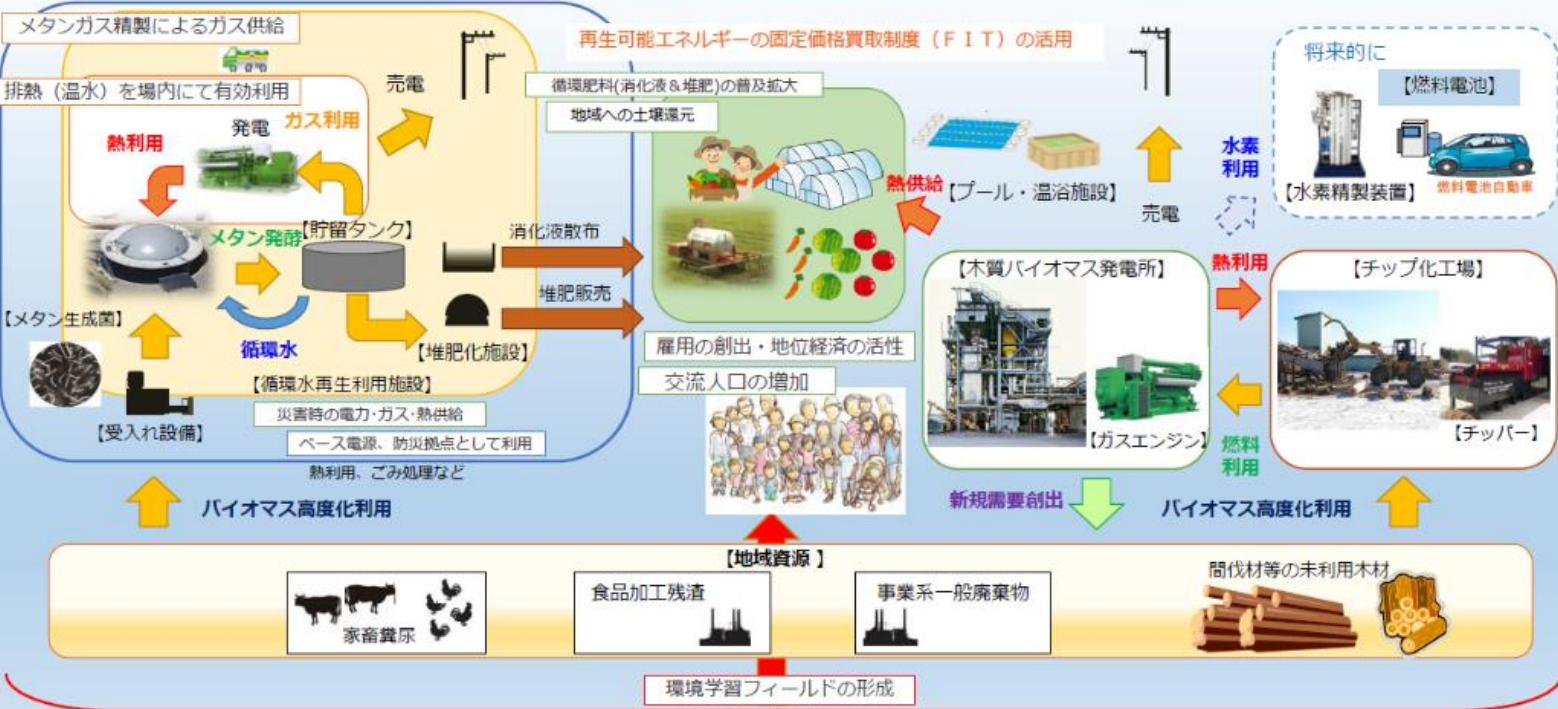 メタンガス精製によるガス供給
再生可能エネルギーの固定価格買取制度(FIT)の活用
将来的に
【燃料電池】
排熱(温水)を場内にて有効利用
売電
循環肥料(消化液&堆肥)の普及拡大
地域への土壌還元
発電
ガス利用
熱利用
水素
利用
熱供給
【プール・温浴施設】
売電
【水素精製装置】
燃料電池自動車
メタン発酵
【貯留タンク】
消化液散布
【木質バイオマス発電所】
熱利用
【チップ化工場】
堆肥販売
【メタン生成菌】
循環水
【堆肥化施設】
雇用の創出・地位経済の活性
交流人口の増加
【循環水再生利用施設】
災害時の電力・ガス・熱供給
【受入れ設備】
ベース電源、防災拠点として利用
【ガスエンジン】
燃料
利用
【チッパー】
熱利用、ごみ処理など
バイオマス高度化利用
新規需要創出
バイオマス高度化利用
【地域資源 】
家畜糞尿
食品加工残渣
事業系一般廃棄物
間伐材等の未利用木材
環境学習フィールドの形成